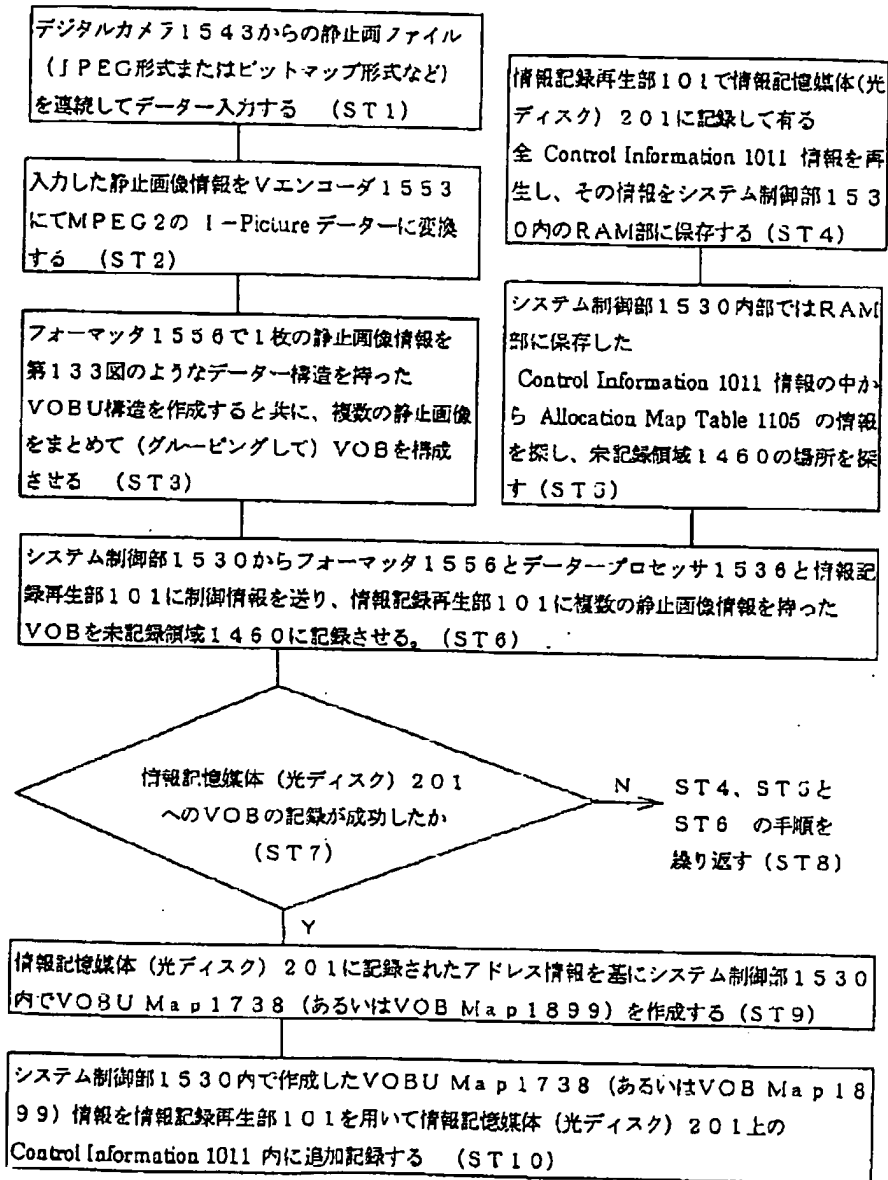 デジタルカメラ1543からの静止画ファイル
(JPEG形式またはビットマップ形式など)
を連続してデーター入力する (ST1)
入力した静止画像情報をVエンコーダ1553
にてMPEG2の I-Picture データーに変換
する (ST2)
フォーマッタ1556で1枚の静止画像情報を
第133図のようなデーター構造を持った
VOBU構造を作成すると共に、複数の静止画像
をまとめて(グルーピングして)VOBを構成
させる (ST3)
情報記録再生部101で情報記憶媒体(光
ディスク)201に記録して有る
全 Control Information 1011 情報を再
生し、その情報をシステム制御部153
0内のRAM部に保存する(ST4)
システム制御部1530内部ではRAM
部に保存した
Control Information 1011 情報の中か
ら Allocation Map Table 1105 の情報
を探し、未記録領域1460の場所を探
す(ST5)
システム制御部1530からフォーマッタ1556とデータープロセッサ1536と情報記
録再生部101に制御情報を送り、情報記録再生部101に複数の静止画像情報を持った
VOBを未記録領域1460に記録させる。(ST6)
情報記憶媒体(光ディスク)201
へのVOBの記録が成功したか
(ST7)
N
ST4、ST5と
ST6 の手順を
繰り返す(ST8)
Y
情報記憶媒体(光ディスク)201に記録されたアドレス情報を基にシステム制御部1530
内でVOBU Map1738(あるいはVOB Map1899)を作成する(ST9)
システム制御部1530内で作成したVOBU Map1738(あるいはVOB Map18
99)情報を情報記録再生部101を用いて情報記憶媒体(光ディスク)201上の
Control Information 1011 内に追加記録する (ST10)